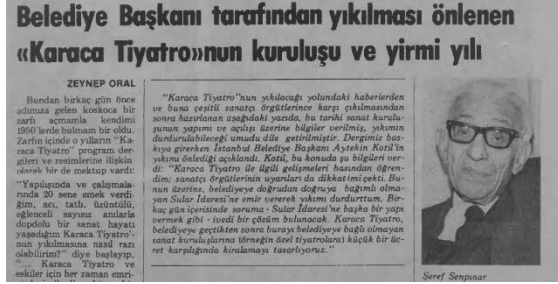 Belediye Başkanı tarafından yıkılması önlenen
«Karaca Tiyatro»nun kuruluşu ve yirmi yılı
ZEYNEP ORAL
Bundan birkaç gün önce
adıma gelen koskoca bir
zarfı açmamla kendimi
1950'lerde bulmam bir oldu.
Zarfın içinde o yılların "Ka-
raca Tiyatro" program der-
gileri ve resimlerine ilişkin
olarak bir de mektup vardı:
"Yapılışında ve çalışmala-
rında 20 sene emek verdi-
ğim, acı, tatlı, üzüntülü,
eğlenceli sayısız anılarla
dopdolu bir sanat hayatı
yaşadığım Karaca Tiyatro'-
nun yıkılmasına nasıl razı
olabilirim?" diye başlayıp,
"... Karaca Tiyatro ve
eskiler için her zaman emri-
"Karaca Tiyatro"nun yıkılacağı yolundaki haberlerden
ve buna çeşitli sanatçı örgütlerince karşı çıkılmasından
sonra hazırlanan aşağıdaki yazıda, bu tarihi sanat kurulu-
şunun yapımı ve açılışı üzerine bilgiler verilmiş, yıkımın
durdurulabileceği umudu dile getirilmiştir. Dergimiz bas-
kıya girerken İstanbul Belediye Başkanı Aytekin Kotil'in
yıkımı önlediği açıklandı. Kotil, bu konuda şu bilgileri ver-
di: "Karaca Tiyatro ile ilgili gelişmeleri basından öğren-
dim; sanatçı örgütlerinin uyarıları da dikkatimi çekti. Bu-
nun üzerine, belediyeye doğrudan doğruya bağımlı olma-
yan Sular İdaresi'ne emir vererek yıkımı durdurttum. Bir-
kaç gün içerisinde soruna - Sular İdaresi'ne başka bir yapı
vermek gibi - ivedi bir çözüm bulunacak. Karaca Tiyatro,
belediyeye geçtikten sonra burayı belediyeye bağlı olmayan
sanat kuruluşlarına (örneğin özel tiyatrolara) küçük bir üc-
ret karşılığında kiralamayı tasarlıyoruz."
Şeref Şenpınar